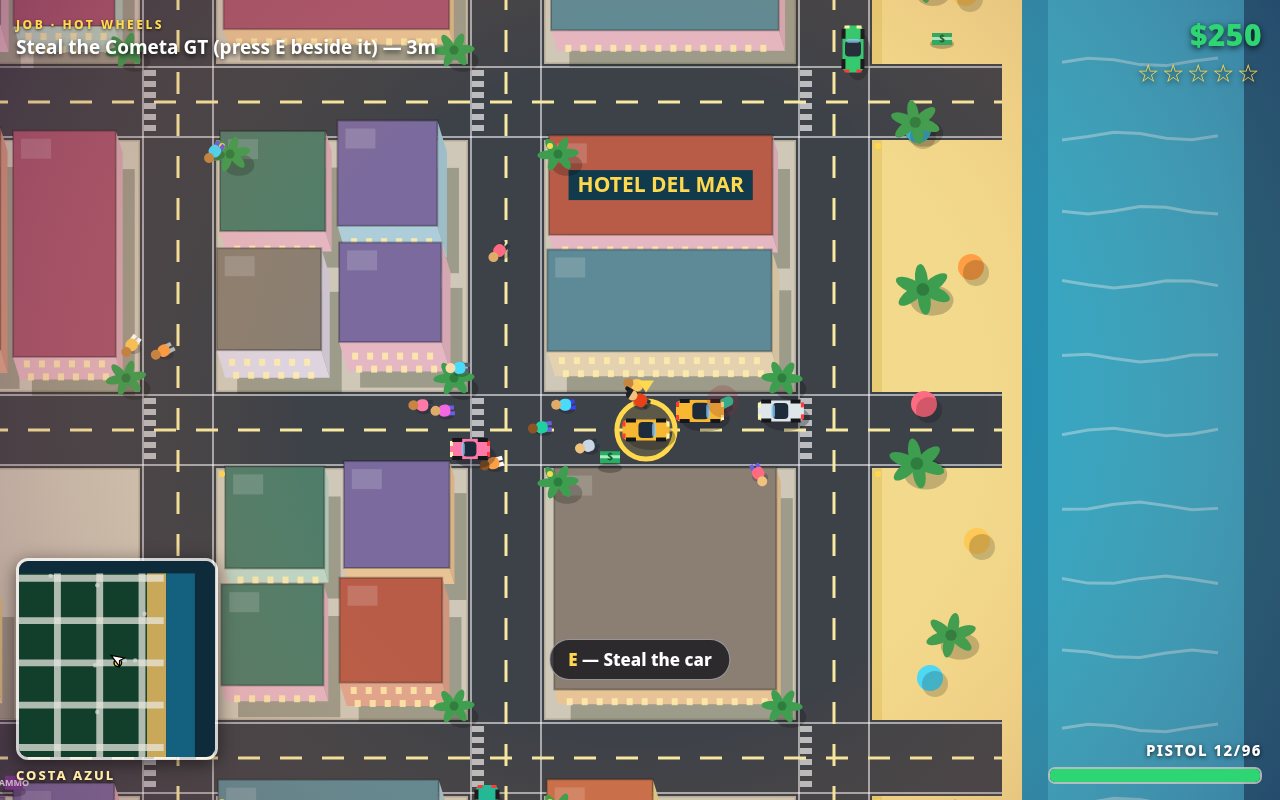 JOB · HOT WHEELS
Steal the Cometa GT (press E beside it) — 3m
$250
$
HOTEL DEL MAR
$
E — Steal the car
PISTOL 12/96
COSTA AZUL
AMMO